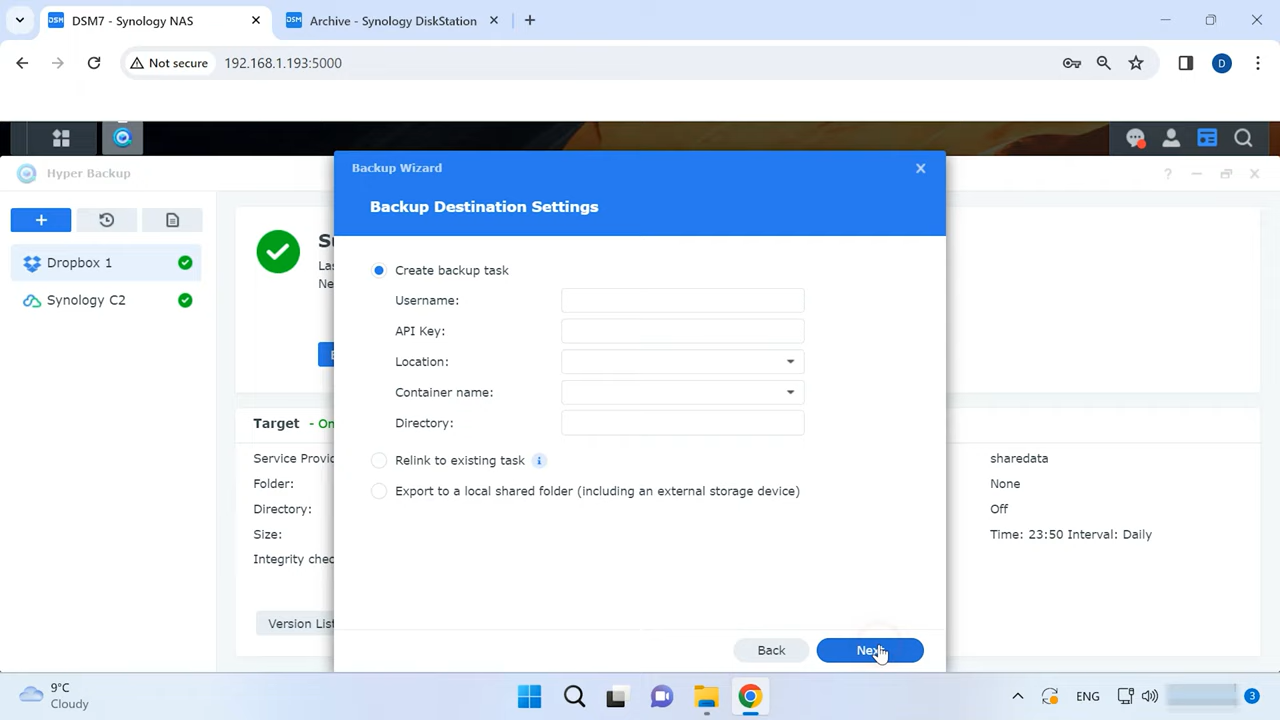 DSM7 - Synology NAS
Archive - Synology DiskStation
Not secure
192.168.1.193:5000
D
Hyper Backup
Backup Wizard
Backup Destination Settings
Dropbox 1
Synology C2
Create backup task
Username:
API Key:
Location:
Container name:
Directory:
Relink to existing task
Export to a local shared folder (including an external storage device)
Target - On
Service Provi
Folder:
Directory:
Size:
Integrity chec
Version List
sharedata
None
Off
Time: 23:50 Interval: Daily
Back
Next
9°C
Cloudy
ENG
3